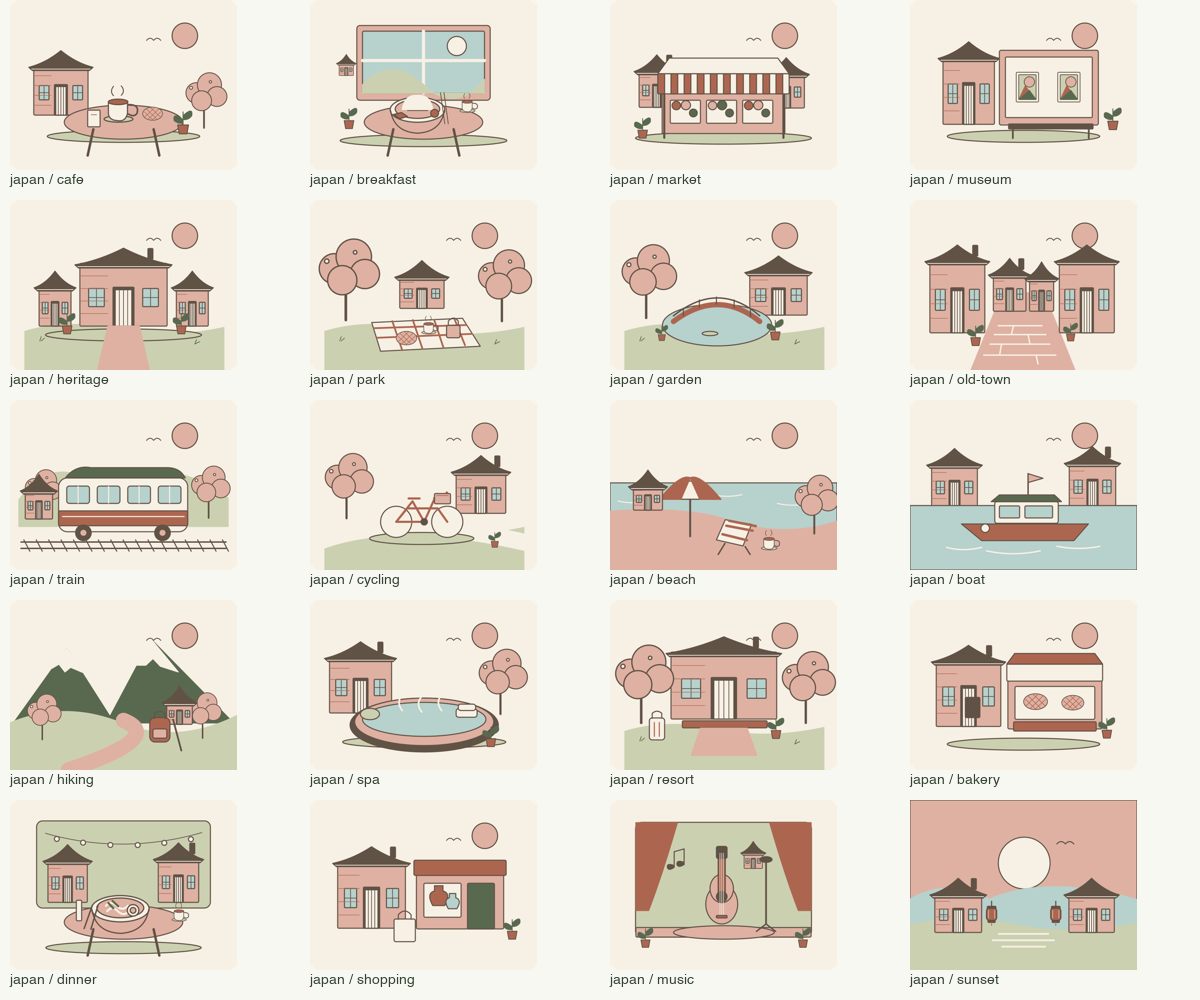 japan / cafe
japan / breakfast
japan / market
japan / museum
japan / heritage
japan / park
japan / garden
japan / old-town
japan / train
japan / cycling
japan / beach
japan / boat
japan / hiking
japan / spa
japan / resort
japan / bakery
japan / dinner
japan / shopping
japan / music
japan / sunset